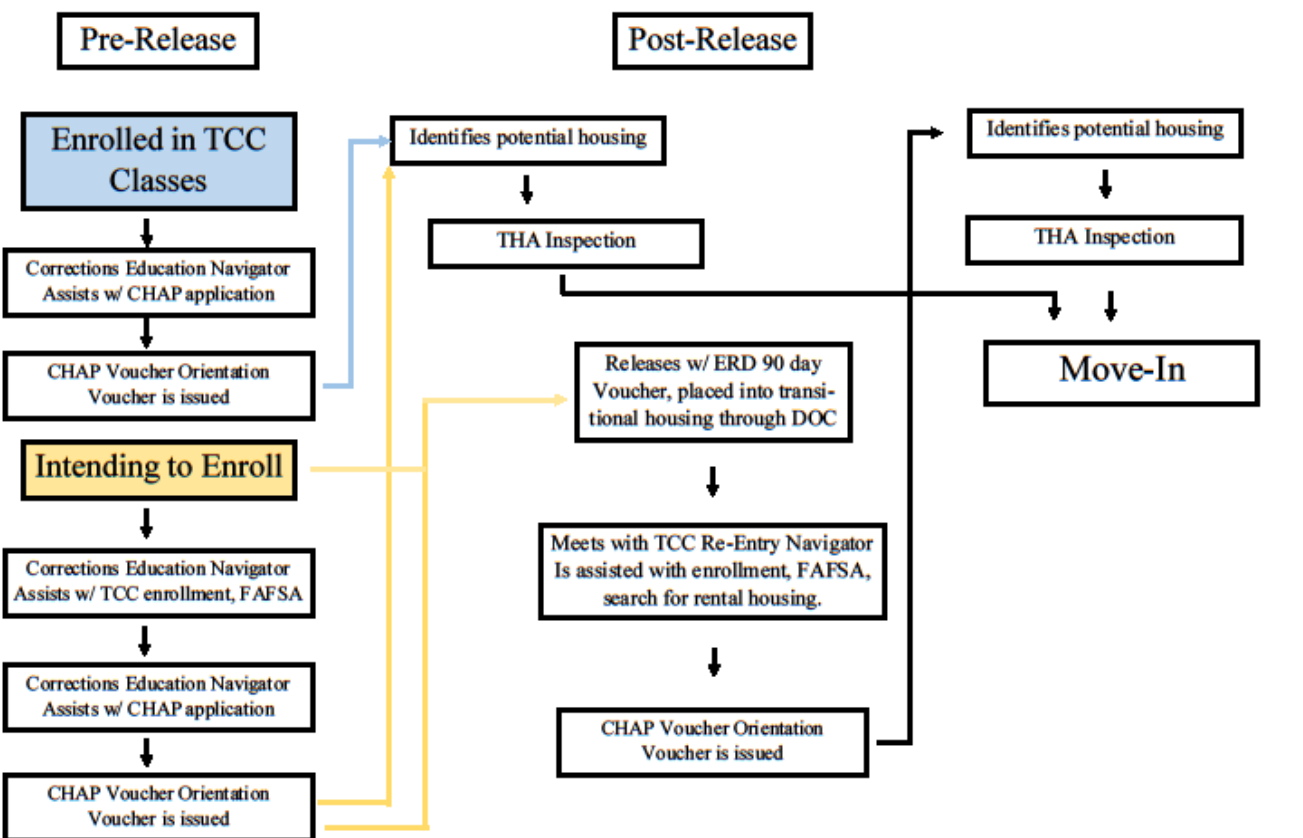 Pre-Release
Post-Release
Enrolled in TCC
Classes
Corrections Education Navigator
Assists w/ CHAP application
CHAP Voucher Orientation
Voucher is issued
Intending to Enroll
Corrections Education Navigator
Assists w/ TCC enrollment, FAFSA
Corrections Education Navigator
Assists w/ CHAP application
CHAP Voucher Orientation
Voucher is issued
Identifies potential housing
THA Inspection
Releases w/ ERD 90 day
Voucher, placed into transi-
tional housing through DOC
Meets with TCC Re-Entry Navigator
Is assisted with enrollment, FAFSA,
search for rental housing.
CHAP Voucher Orientation
Voucher is issued
Identifies potential housing
THA Inspection
Move-In